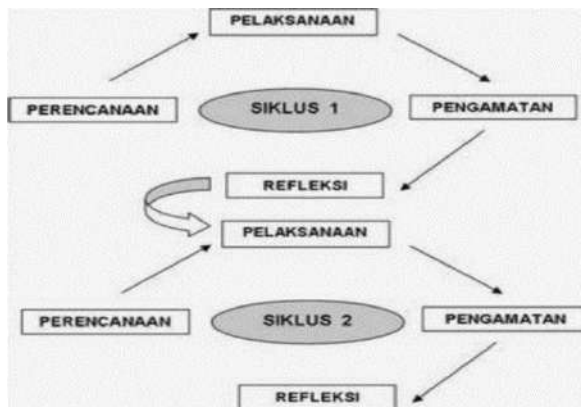 PELAKSANAAN
PERENCANAAN
SIKLUS 1
PENGAMATAN
REFLEKSI
PELAKSANAAN
PERENCANAAN
SIKLUS 2
PENGAMATAN
REFLEKSI